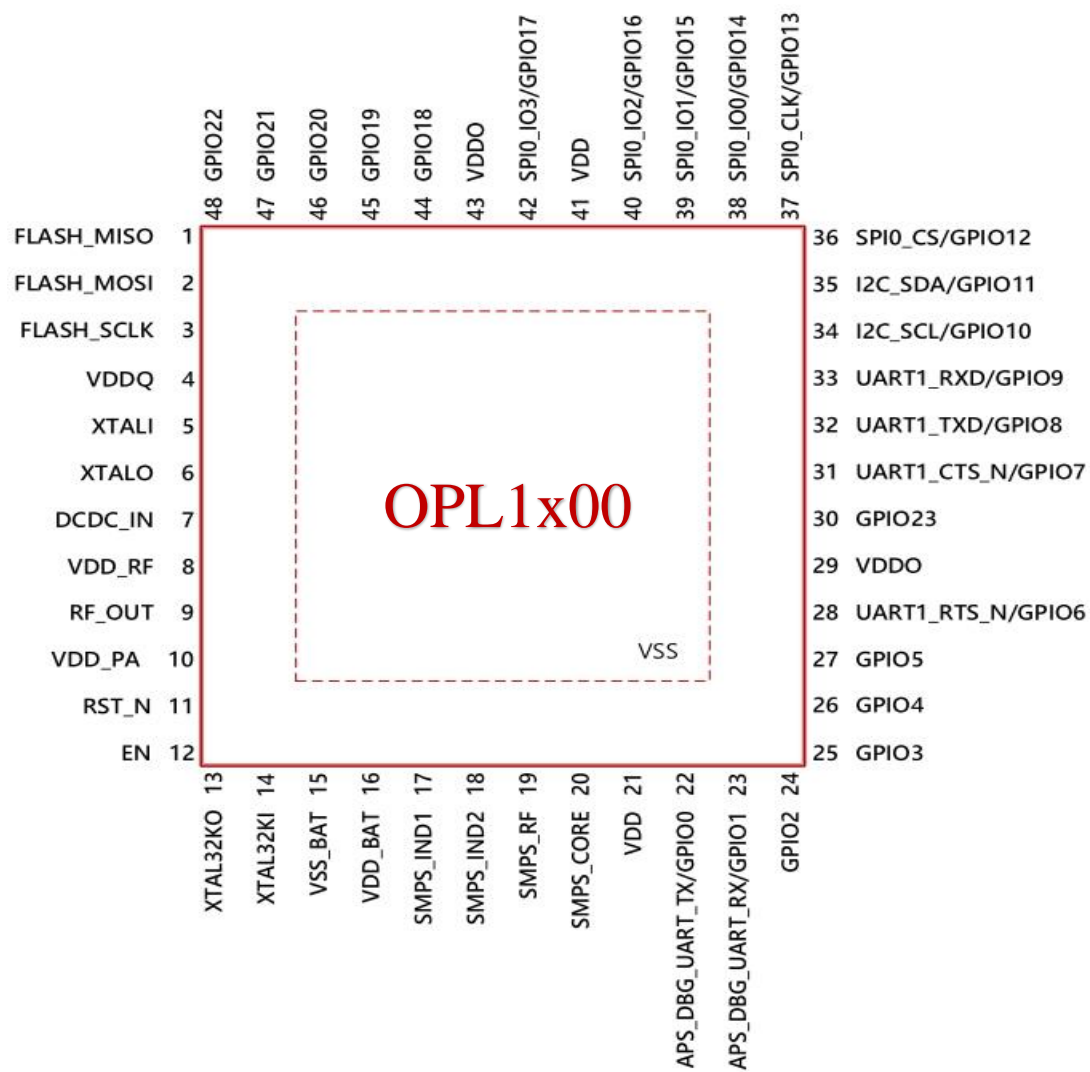 48 GPIO22
47 GPIO21
46 GPIO20
45 GPIO19
44 GPIO18
43 VDDO
42 SPI0_IO3/GPIO17
41 VDD
40 SPI0_IO2/GPIO16
39 SPI0_IO1/GPIO15
38 SPI0_IO0/GPIO14
37 SPI0_CLK/GPIO13
FLASH_MISO 1
FLASH_MOSI 2
FLASH_SCLK 3
VDDQ 4
XTALI 5
XTALO 6
DCDC_IN 7
VDD_RF 8
RF_OUT 9
VDD_PA 10
RST_N 11
EN 12
OPL1x00
VSS
36 SPI0_CS/GPIO12
35 I2C_SDA/GPIO11
34 I2C_SCL/GPIO10
33 UART1_RXD/GPIO9
32 UART1_TXD/GPIO8
31 UART1_CTS_N/GPIO7
30 GPIO23
29 VDDO
28 UART1_RTS_N/GPIO6
27 GPIO5
26 GPIO4
25 GPIO3
XTAL32KO 13
XTAL32KI 14
VSS_BAT 15
VDD_BAT 16
SMPS_IND1 17
SMPS_IND2 18
SMPS_RF 19
SMPS_CORE 20
VDD 21
APS_DBG_UART_TX/GPIO0 22
APS_DBG_UART_RX/GPIO1 23
GPIO2 24